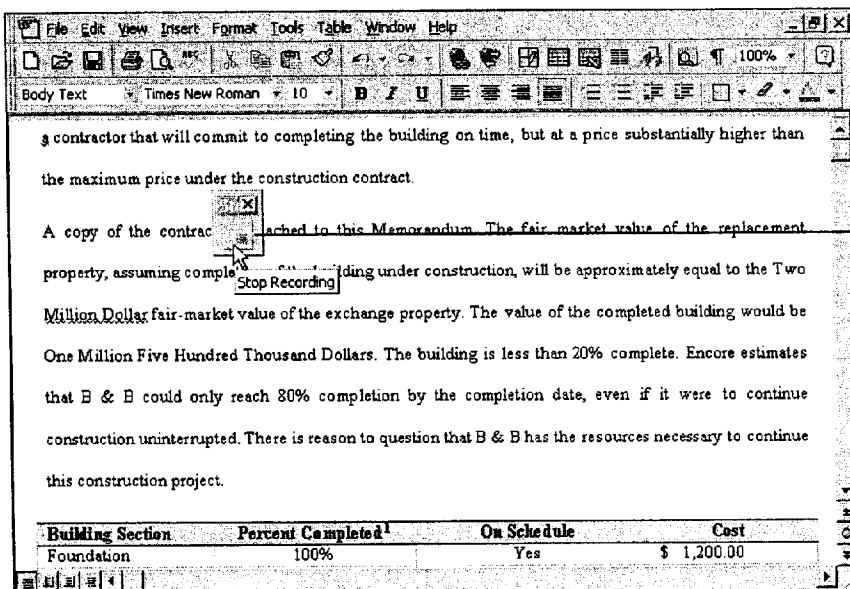 File Edit View Insert Format Tools Table Window Help
100%
Body Text Times New Roman 10 B I U
a contractor that will commit to completing the building on time, but at a price substantially higher than
the maximum price under the construction contract.
A copy of the contrac ached to this Memorandum. The fair market value of the replacement
property, assuming comple of the building under construction, will be approximately equal to the Two
Stop Recording
Million Dollar fair-market value of the exchange property. The value of the completed building would be
One Million Five Hundred Thousand Dollars. The building is less than 20% complete. Encore estimates
that B & B could only reach 80% completion by the completion date, even if it were to continue
construction uninterrupted. There is reason to question that B & B has the resources necessary to continue
this construction project.
Building Section Percent Completed1 On Schedule Cost
Foundation 100% Yes $ 1,200.00